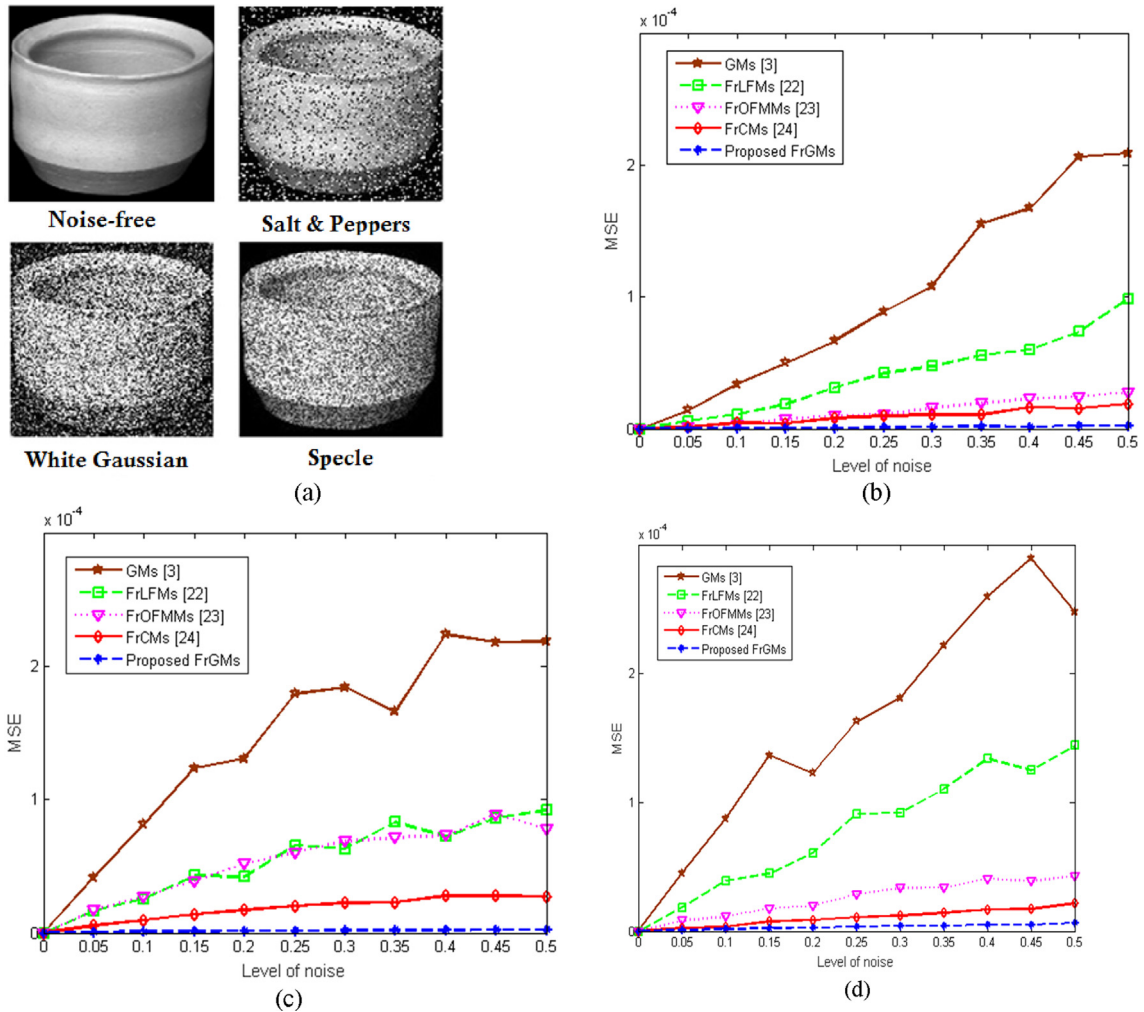 Noise-free
Salt & Peppers
White Gaussian
Specle
(a)
x 10⁻⁴
GMs [3]
FrLFMs [22]
FrOFMMs [23]
FrCMs [24]
Proposed FrGMs
MSE
2
1
0
0 0.05 0.1 0.15 0.2 0.25 0.3 0.35 0.4 0.45 0.5
Level of noise
(b)
x 10⁻⁴
GMs [3]
FrLFMs [22]
FrOFMMs [23]
FrCMs [24]
Proposed FrGMs
MSE
2
1
0
0 0.05 0.1 0.15 0.2 0.25 0.3 0.35 0.4 0.45 0.5
Level of noise
(c)
x 10⁻⁴
GMs [3]
FrLFMs [22]
FrOFMMs [23]
FrCMs [24]
Proposed FrGMs
MSE
2
1
0
0 0.05 0.1 0.15 0.2 0.25 0.3 0.35 0.4 0.45 0.5
Level of noise
(d)